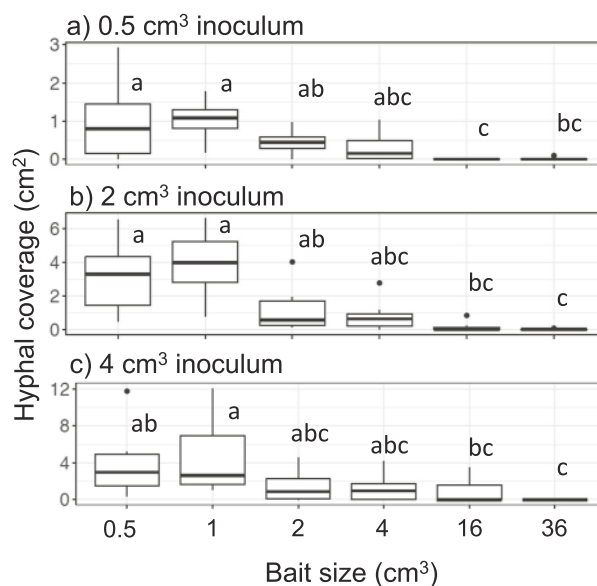 a) 0.5 cm³ inoculum
3
2
1
0
a
a
ab
abc
c
bc
b) 2 cm³ inoculum
6
4
2
0
a
a
ab
abc
bc
c
c) 4 cm³ inoculum
12
8
4
0
ab
a
abc
abc
bc
c
Hyphal coverage (cm²)
0.5 1 2 4 16 36
Bait size (cm³)